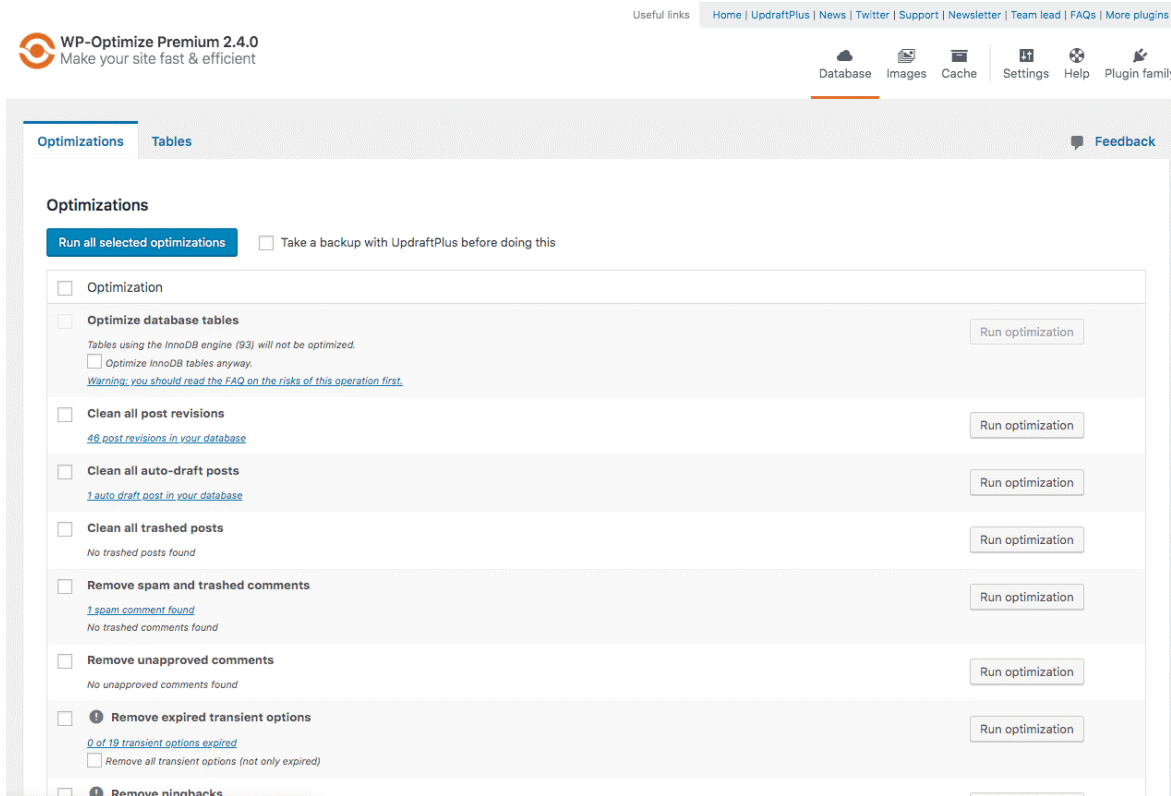 Useful links Home | UpdraftPlus | News | Twitter | Support | Newsletter | Team lead | FAQs | More plugins
WP-Optimize Premium 2.4.0
Make your site fast & efficient
Database Images Cache Settings Help Plugin family
Optimizations Tables Feedback
Optimizations
Run all selected optimizations Take a backup with UpdraftPlus before doing this
Optimization
Optimize database tables
Run optimization
Tables using the InnoDB engine (93) will not be optimized.
Optimize InnoDB tables anyway.
Warning: you should read the FAQ on the risks of this operation first.
Clean all post revisions
Run optimization
46 post revisions in your database
Clean all auto-draft posts
Run optimization
1 auto draft post in your database
Clean all trashed posts
Run optimization
No trashed posts found
Remove spam and trashed comments
Run optimization
1 spam comment found
No trashed comments found
Remove unapproved comments
Run optimization
No unapproved comments found
Remove expired transient options
Run optimization
0 of 19 transient options expired
Remove all transient options (not only expired)
Remove pingbacks